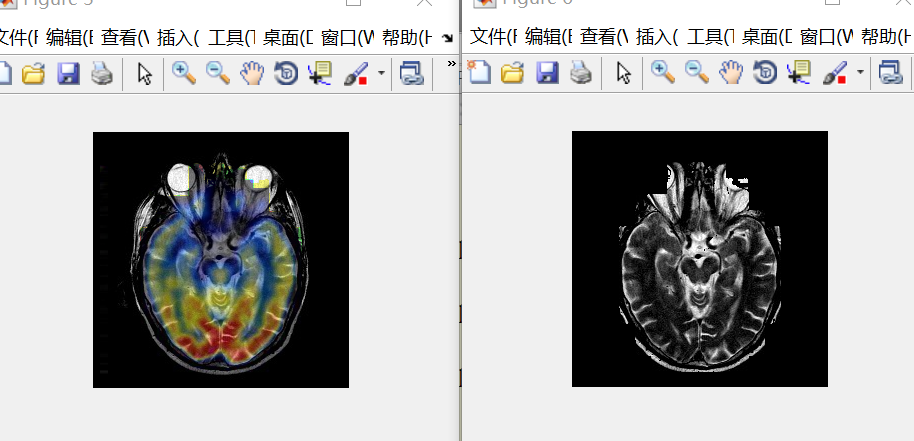 Figure 5
文件(F 编辑(E 查看(V 插入( 工具(T 桌面(D 窗口(W 帮助(H
Figure 6
文件(F 编辑(E 查看(V 插入( 工具(T 桌面(D 窗口(W 帮助(H